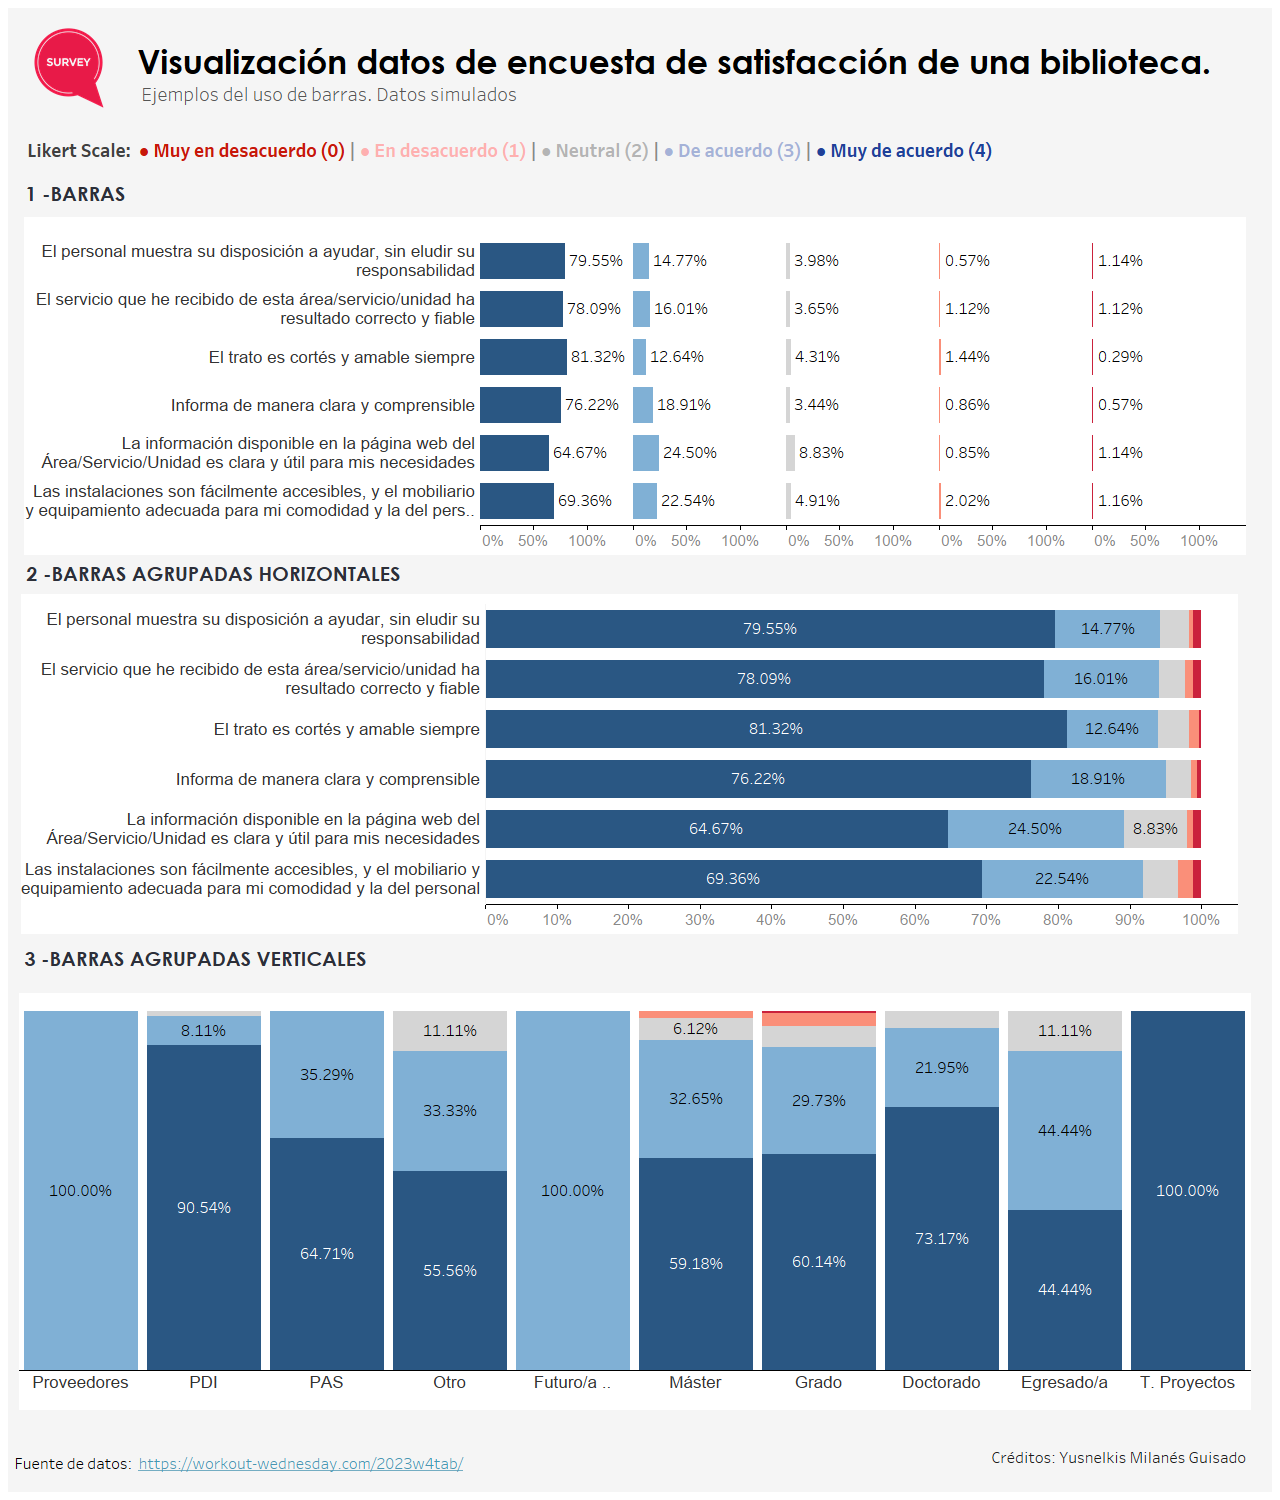 SURVEY
Visualización datos de encuesta de satisfacción de una biblioteca.
Ejemplos del uso de barras. Datos simulados
Likert Scale: ● Muy en desacuerdo (0) | ● En desacuerdo (1) | ● Neutral (2) | ● De acuerdo (3) | ● Muy de acuerdo (4)
1 -BARRAS
El personal muestra su disposición a ayudar, sin eludir su
responsabilidad
79.55% 14.77% 3.98% 0.57% 1.14%
El servicio que he recibido de esta área/servicio/unidad ha
resultado correcto y fiable
78.09% 16.01% 3.65% 1.12% 1.12%
El trato es cortés y amable siempre
81.32% 12.64% 4.31% 1.44% 0.29%
Informa de manera clara y comprensible
76.22% 18.91% 3.44% 0.86% 0.57%
La información disponible en la página web del
Área/Servicio/Unidad es clara y útil para mis necesidades
64.67% 24.50% 8.83% 0.85% 1.14%
Las instalaciones son fácilmente accesibles, y el mobiliario
y equipamiento adecuada para mi comodidad y la del pers..
69.36% 22.54% 4.91% 2.02% 1.16%
0% 50% 100% 0% 50% 100% 0% 50% 100% 0% 50% 100% 0% 50% 100%
2 -BARRAS AGRUPADAS HORIZONTALES
El personal muestra su disposición a ayudar, sin eludir su
responsabilidad
79.55% 14.77%
El servicio que he recibido de esta área/servicio/unidad ha
resultado correcto y fiable
78.09% 16.01%
El trato es cortés y amable siempre
81.32% 12.64%
Informa de manera clara y comprensible
76.22% 18.91%
La información disponible en la página web del
Área/Servicio/Unidad es clara y útil para mis necesidades
64.67% 24.50% 8.83%
Las instalaciones son fácilmente accesibles, y el mobiliario y
equipamiento adecuada para mi comodidad y la del personal
69.36% 22.54%
0% 10% 20% 30% 40% 50% 60% 70% 80% 90% 100%
3 -BARRAS AGRUPADAS VERTICALES
100.00%
8.11%
90.54%
35.29%
64.71%
11.11%
33.33%
55.56%
100.00%
6.12%
32.65%
59.18%
29.73%
60.14%
21.95%
73.17%
11.11%
44.44%
44.44%
100.00%
Proveedores PDI PAS Otro Futuro/a .. Máster Grado Doctorado Egresado/a T. Proyectos
Fuente de datos: https://workout-wednesday.com/2023w4tab/
Créditos: Yusnelkis Milanés Guisado